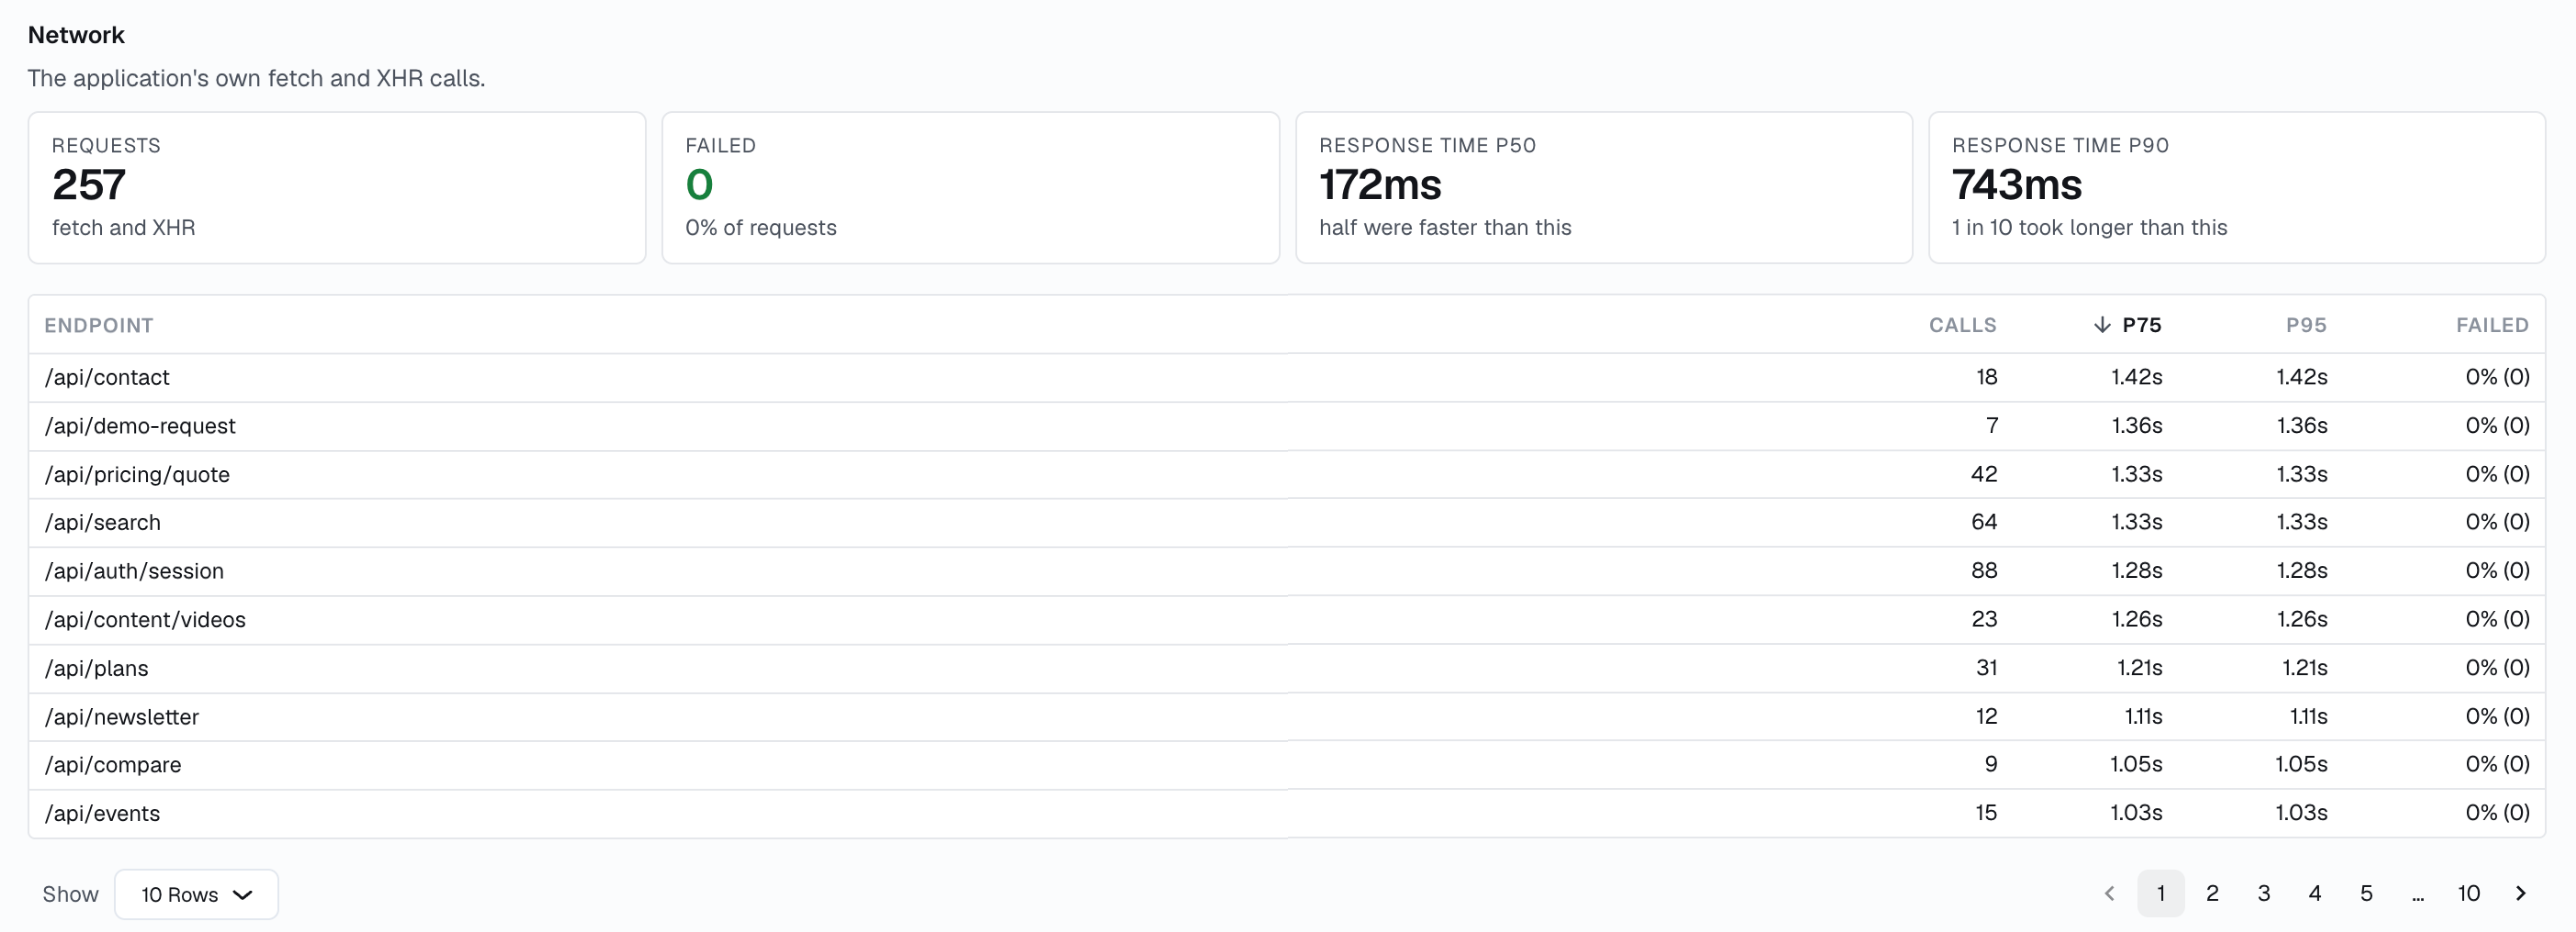 Network
The application's own fetch and XHR calls.
REQUESTS
257
fetch and XHR
FAILED
0
0% of requests
RESPONSE TIME P50
172ms
half were faster than this
RESPONSE TIME P90
743ms
1 in 10 took longer than this
ENDPOINT CALLS ↓ P75 P95 FAILED
/api/contact 18 1.42s 1.42s 0% (0)
/api/demo-request 7 1.36s 1.36s 0% (0)
/api/pricing/quote 42 1.33s 1.33s 0% (0)
/api/search 64 1.33s 1.33s 0% (0)
/api/auth/session 88 1.28s 1.28s 0% (0)
/api/content/videos 23 1.26s 1.26s 0% (0)
/api/plans 31 1.21s 1.21s 0% (0)
/api/newsletter 12 1.11s 1.11s 0% (0)
/api/compare 9 1.05s 1.05s 0% (0)
/api/events 15 1.03s 1.03s 0% (0)
Show 10 Rows 1 2 3 4 5 ... 10